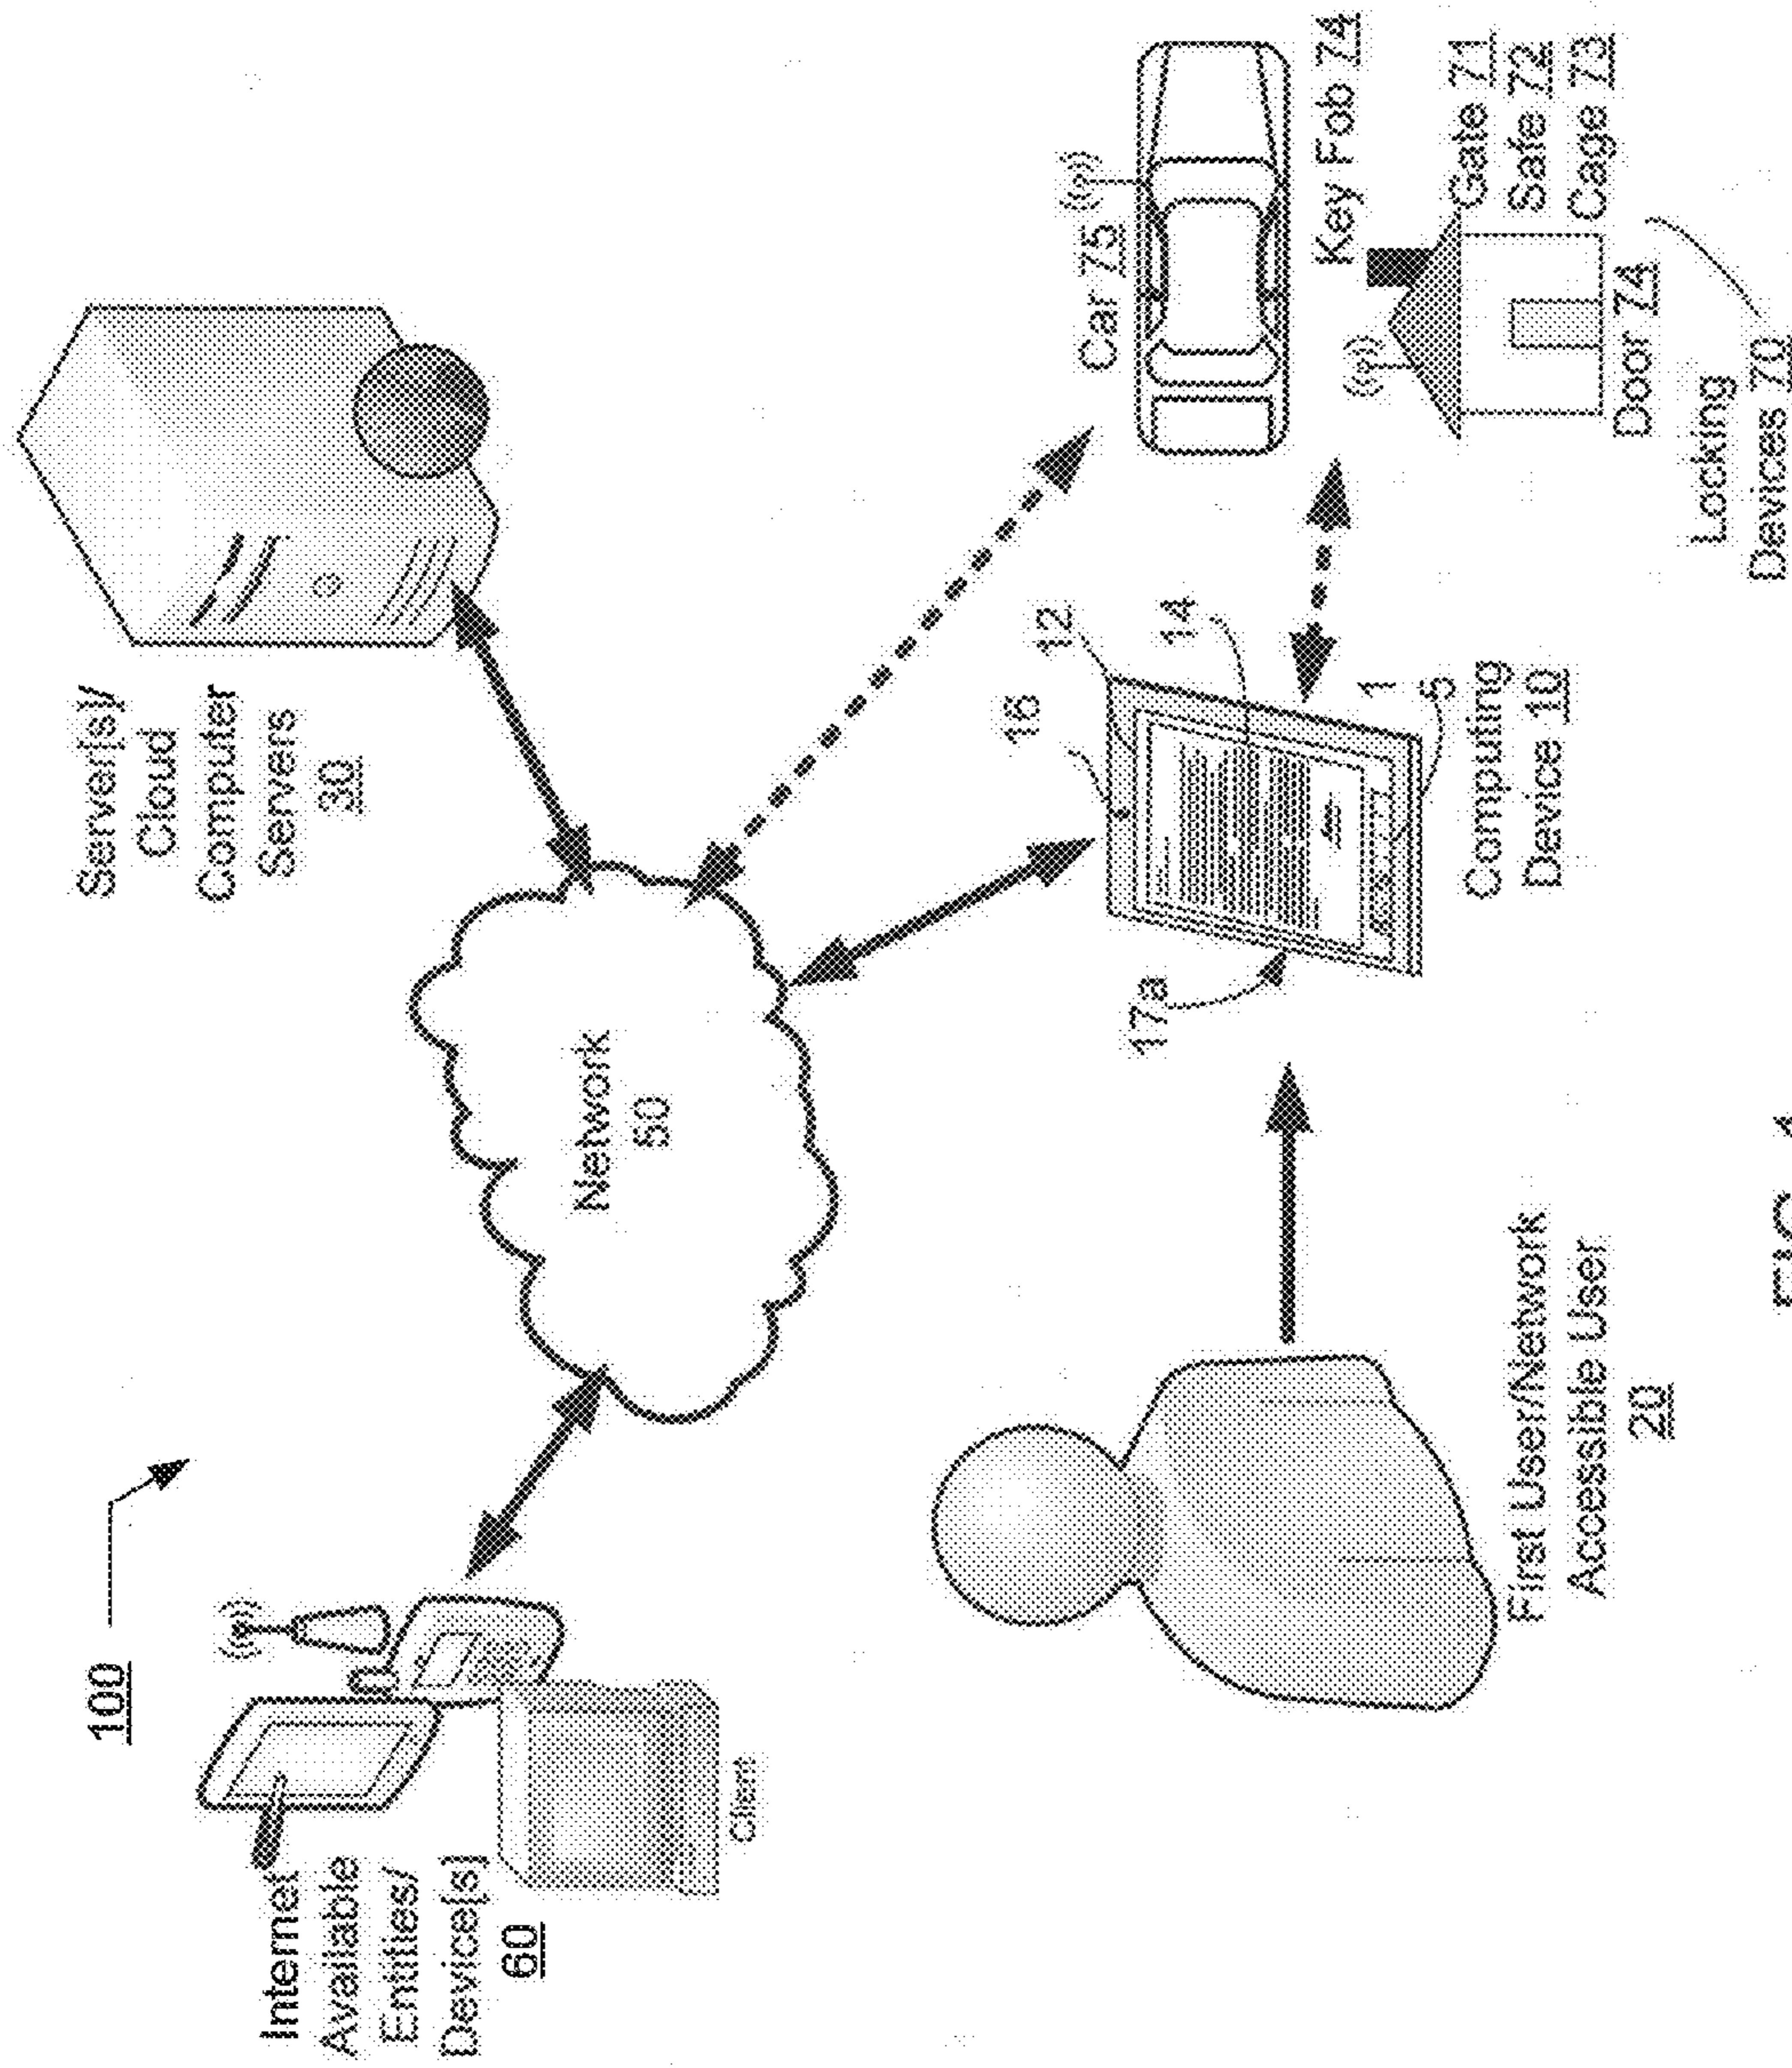 100
Internet
Available
Entities/
Device[s]
60
Client
Network
50
Server[s]/
Cloud
Computer
Servers
30
First User/Network
Accessible User
20
17a
16
12
14
1
5
Computing
Device 10
Car 75
Key Fob 74
Gate 71
Safe 72
Cage 73
Door 74
Locking
Devices 70